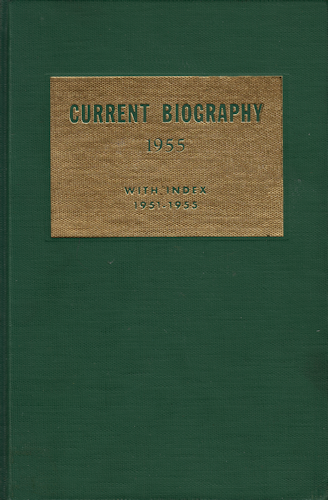 CURRENT BIOGRAPHY
1955
WITH INDEX
1951-1955